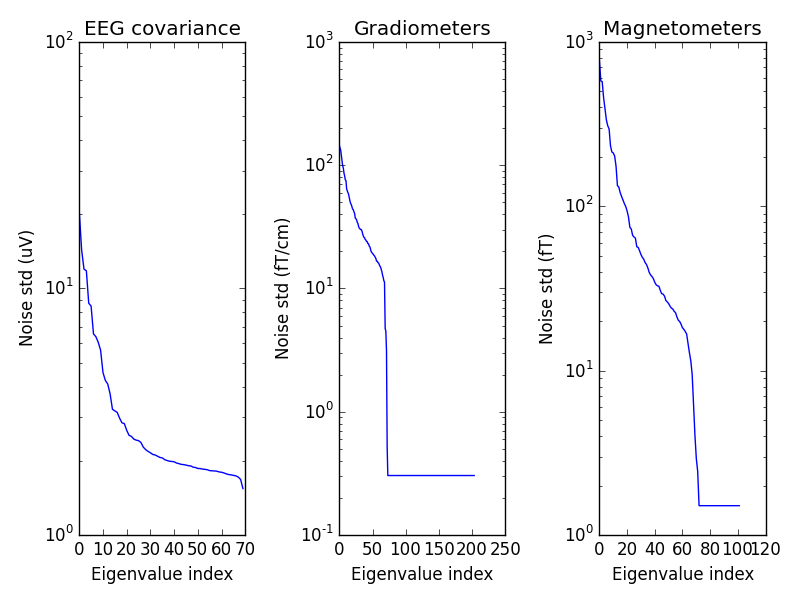 EEG covariance
Noise std (uV)
10^2
10^1
10^0
0 10 20 30 40 50 60 70
Eigenvalue index
Gradiometers
Noise std (fT/cm)
10^3
10^2
10^1
10^0
10^-1
0 50 100 150 200 250
Eigenvalue index
Magnetometers
Noise std (fT)
10^3
10^2
10^1
10^0
0 20 40 60 80 100 120
Eigenvalue index